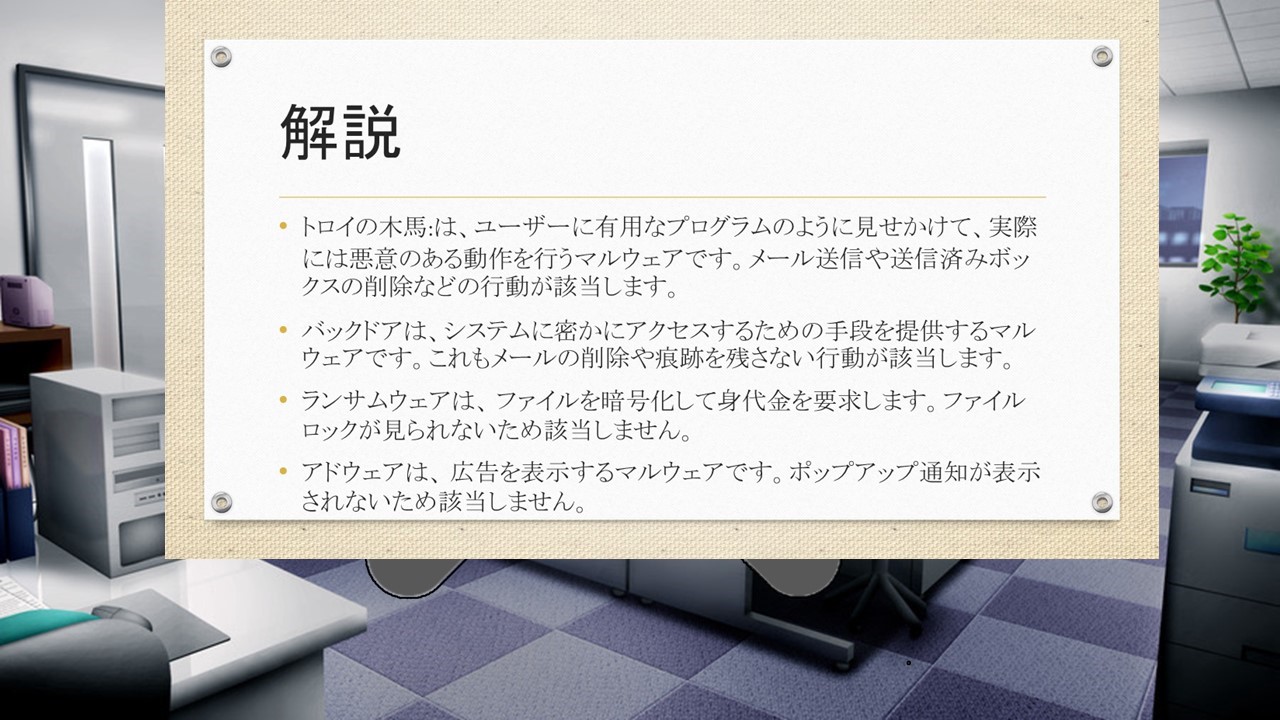 解説
• トロイの木馬:は、ユーザーに有用なプログラムのように見せかけて、実際
には悪意のある動作を行うマルウェアです。メール送信や送信済みボッ
クスの削除などの行動が該当します。
• バックドアは、システムに密かにアクセスするための手段を提供するマル
ウェアです。これもメールの削除や痕跡を残さない行動が該当します。
• ランサムウェアは、ファイルを暗号化して身代金を要求します。ファイル
ロックが見られないため該当しません。
• アドウェアは、広告を表示するマルウェアです。ポップアップ通知が表示
されないため該当しません。